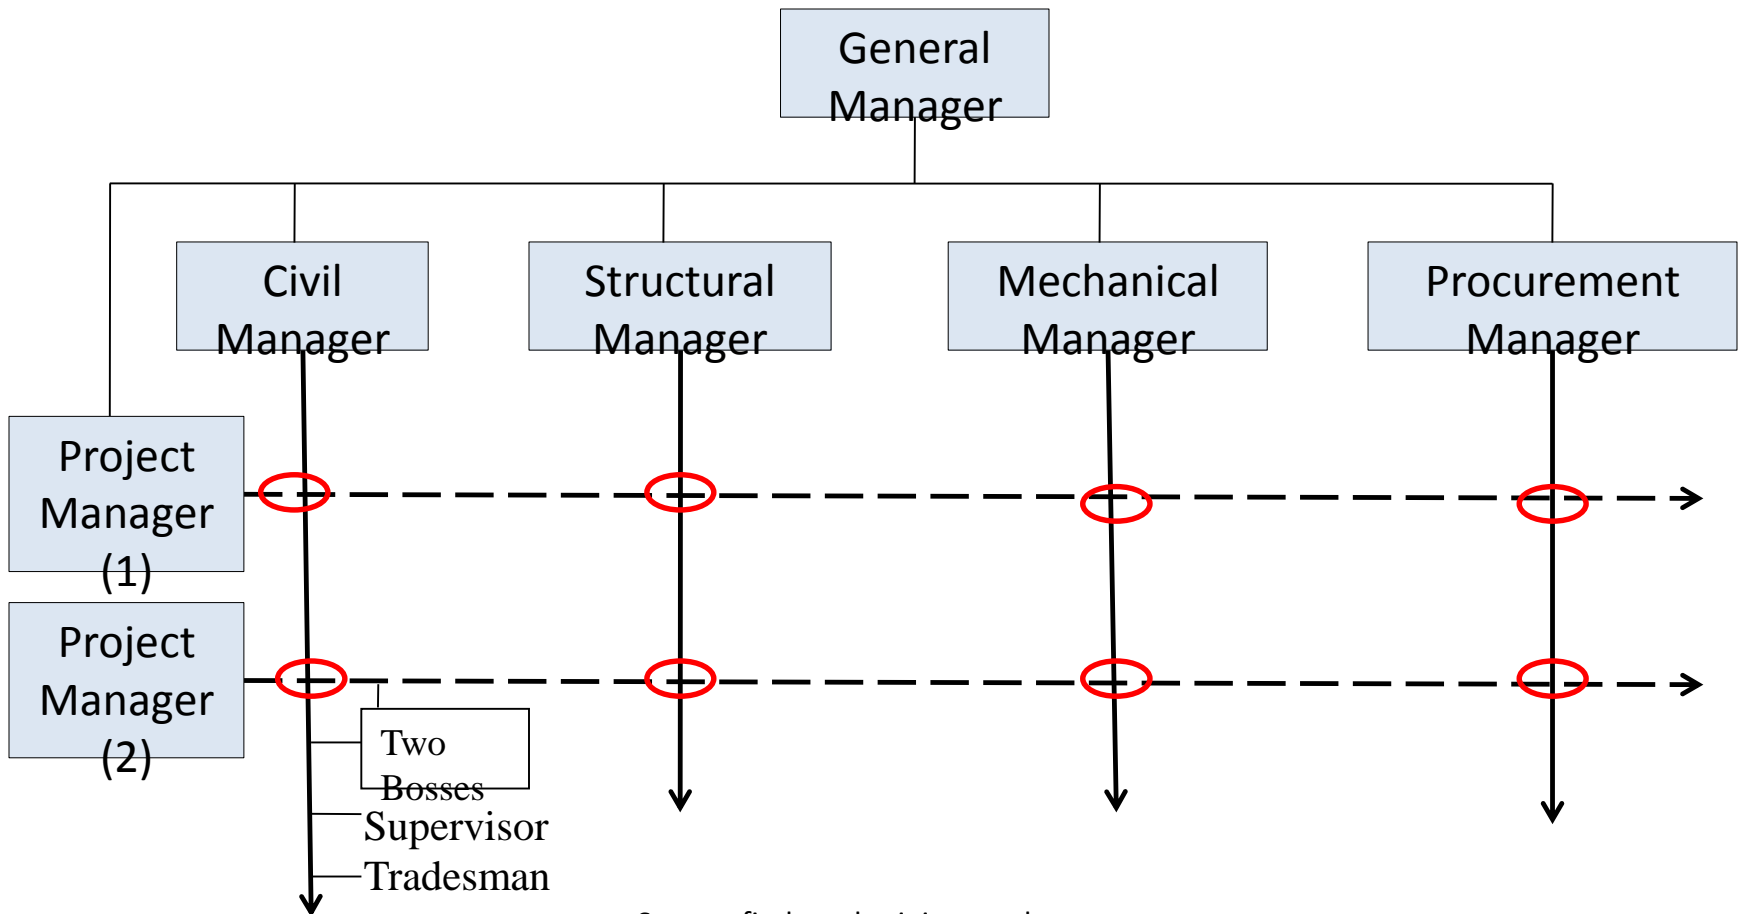 General
Manager
Civil
Manager
Structural
Manager
Mechanical
Manager
Procurement
Manager
Project
Manager
(1)
Project
Manager
(2)
Two
Bosses
Supervisor
Tradesman